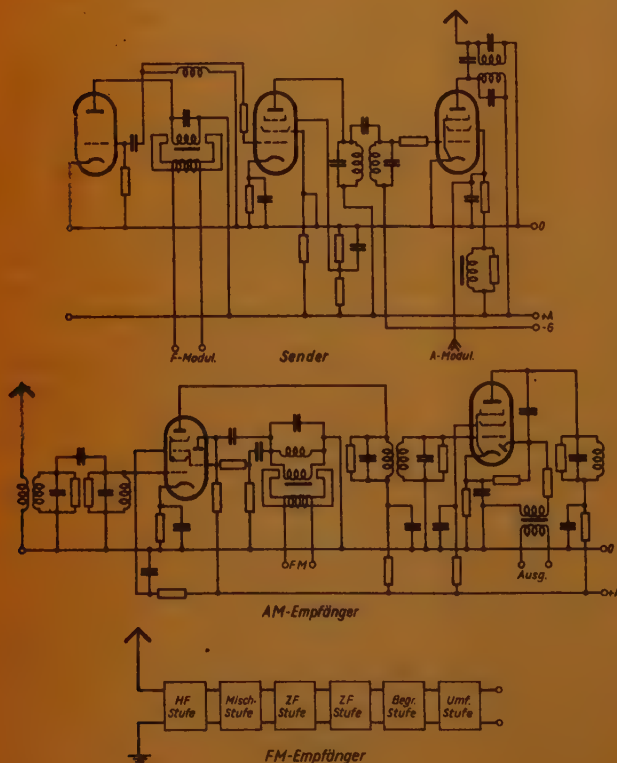 0
+A
-G
F-Modul.
Sender
A-Modul.
FM
Ausg.
0
+A
AM-Empfänger
HF Stufe
Misch- Stufe
ZF Stufe
ZF Stufe
Begr. Stufe
Umf. Stufe
FM-Empfänger